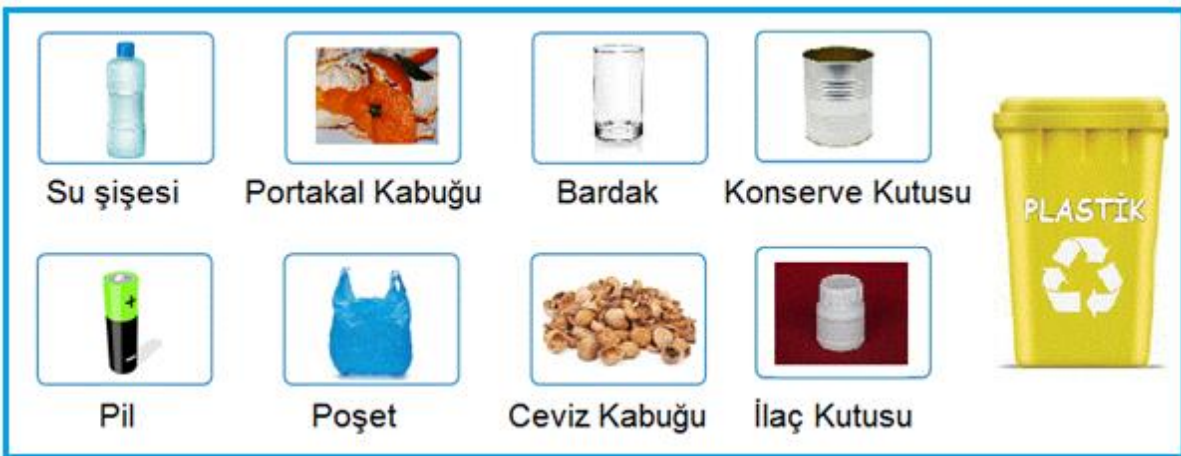 Su şişesi
Portakal Kabuğu
Bardak
Konserve Kutusu
PLASTİK
Pil
Poşet
Ceviz Kabuğu
İlaç Kutusu